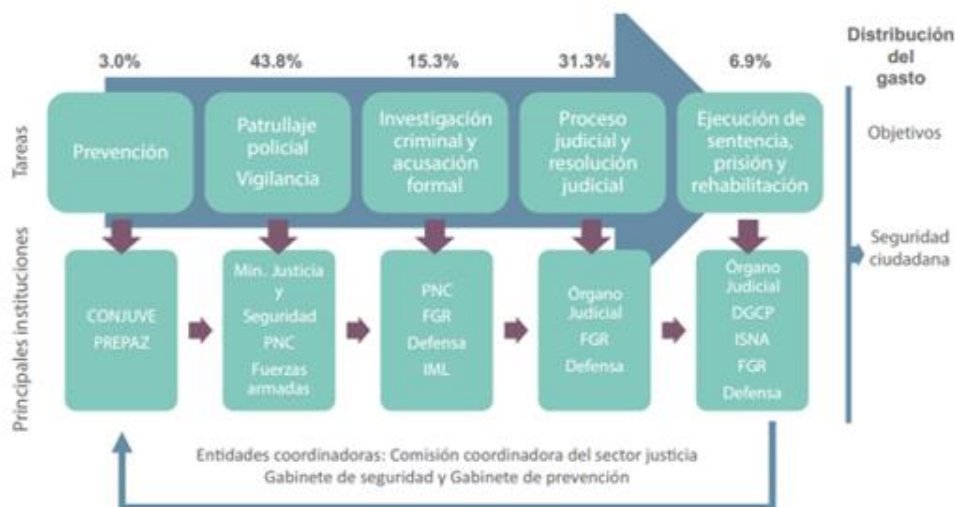 Distribución
del
gasto
3.0%
43.8%
15.3%
31.3%
6.9%
Tareas
Prevención
Patrullaje
policial
Vigilancia
Investigación
criminal y
acusación
formal
Proceso
judicial y
resolución
judicial
Ejecución de
sentencia,
prisión y
rehabilitación
Objetivos
Principales instituciones
CONJUVE
PREPAZ
Min. Justicia
y
Seguridad
PNC
Fuerzas
armadas
PNC
FGR
Defensa
IML
Órgano
Judicial
FGR
Defensa
Órgano
Judicial
DGCP
ISNA
FGR
Defensa
Seguridad
ciudadana
Entidades coordinadoras: Comisión coordinadora del sector justicia
Gabinete de seguridad y Gabinete de prevención